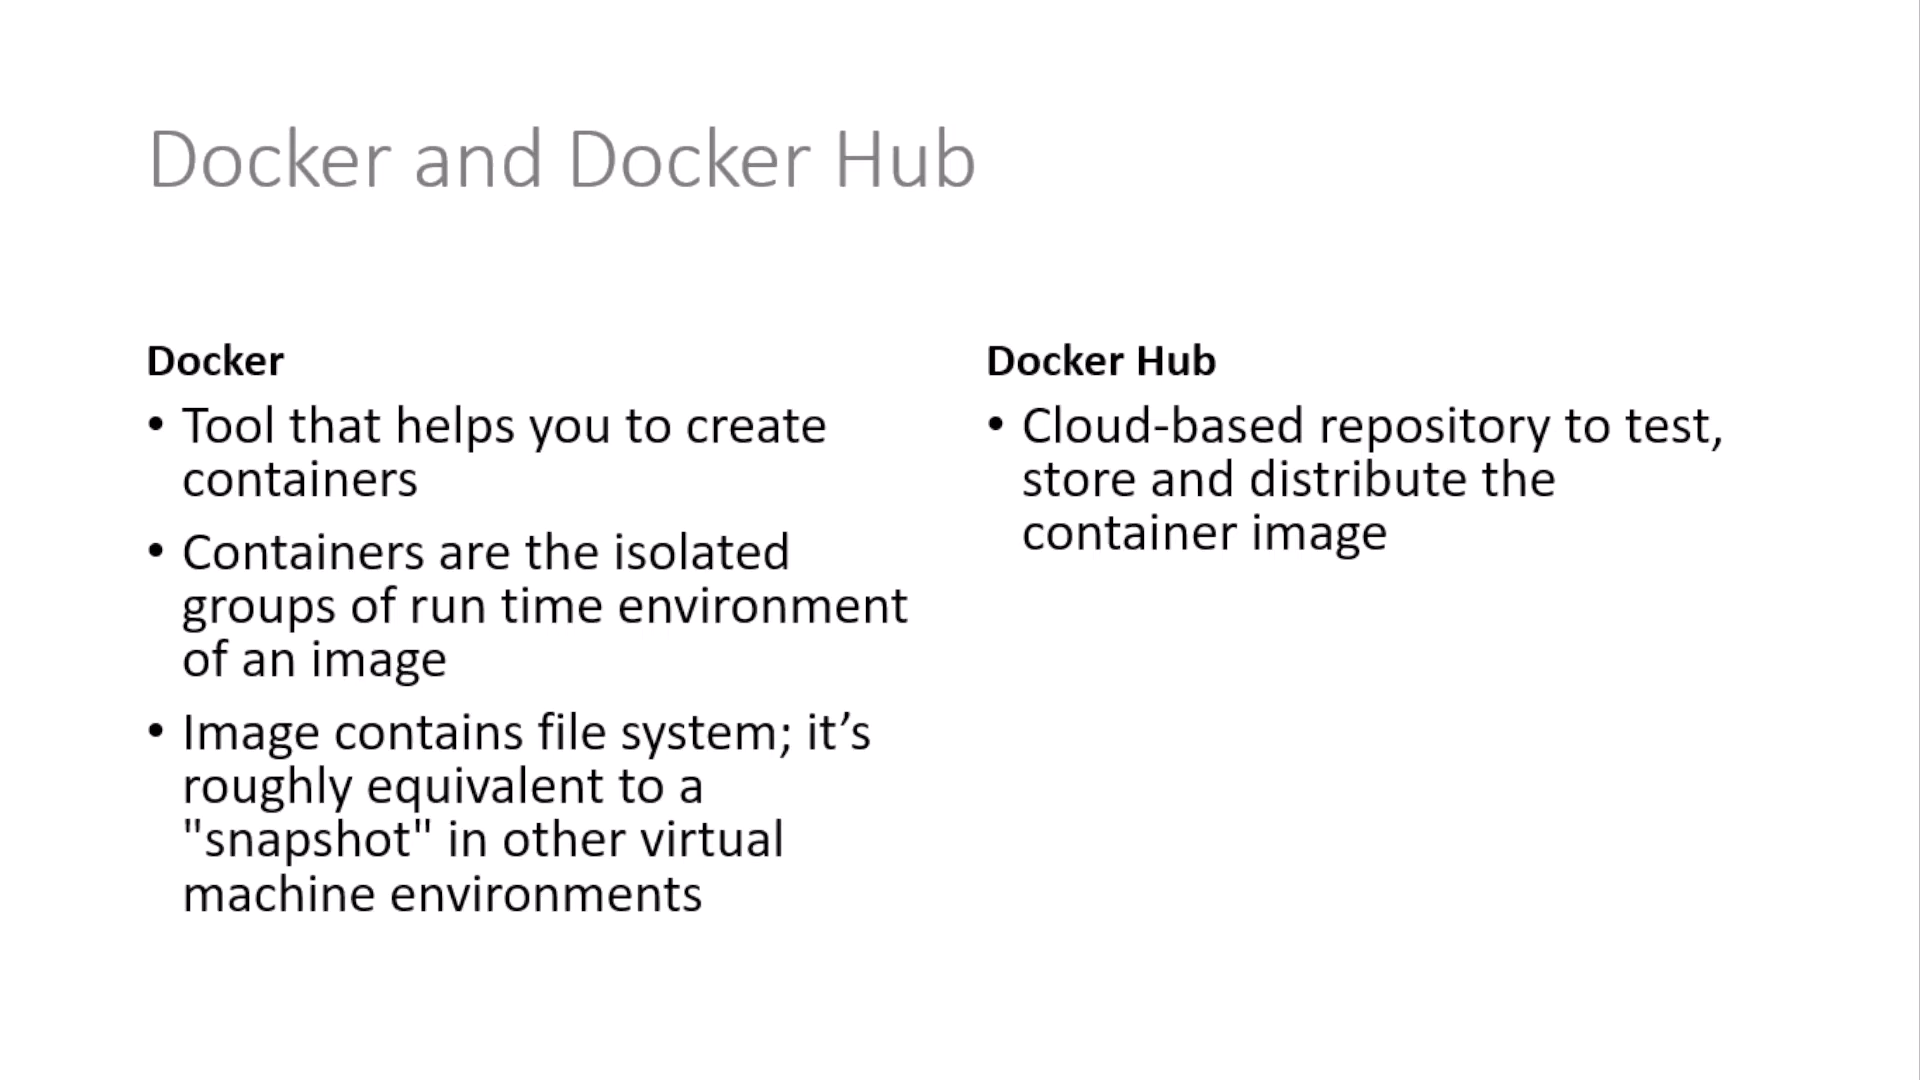 Docker and Docker Hub
Docker
• Tool that helps you to create
containers
• Containers are the isolated
groups of run time environment
of an image
• Image contains file system; it’s
roughly equivalent to a
"snapshot" in other virtual
machine environments
Docker Hub
• Cloud-based repository to test,
store and distribute the
container image